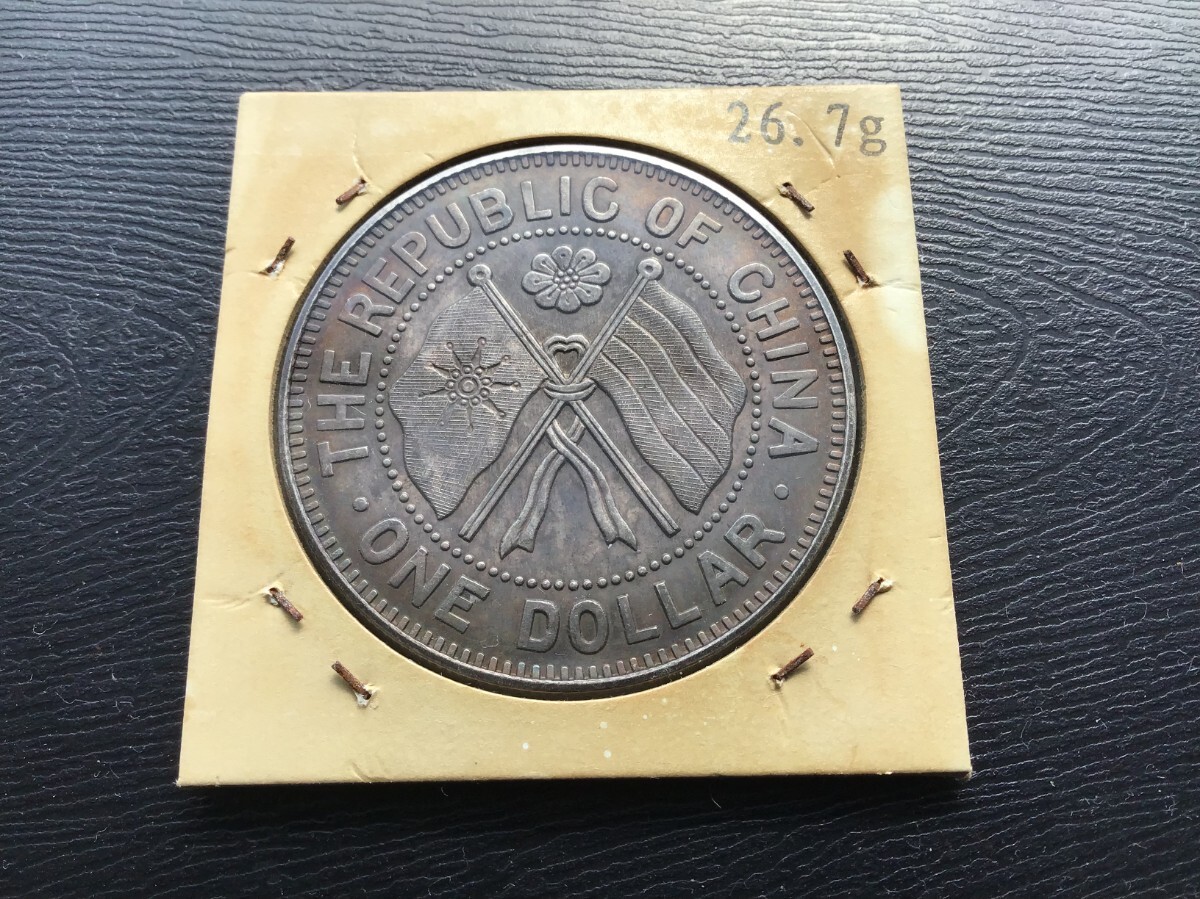 26.7g
THE REPUBLIC OF CHINA
· ONE DOLLAR ·